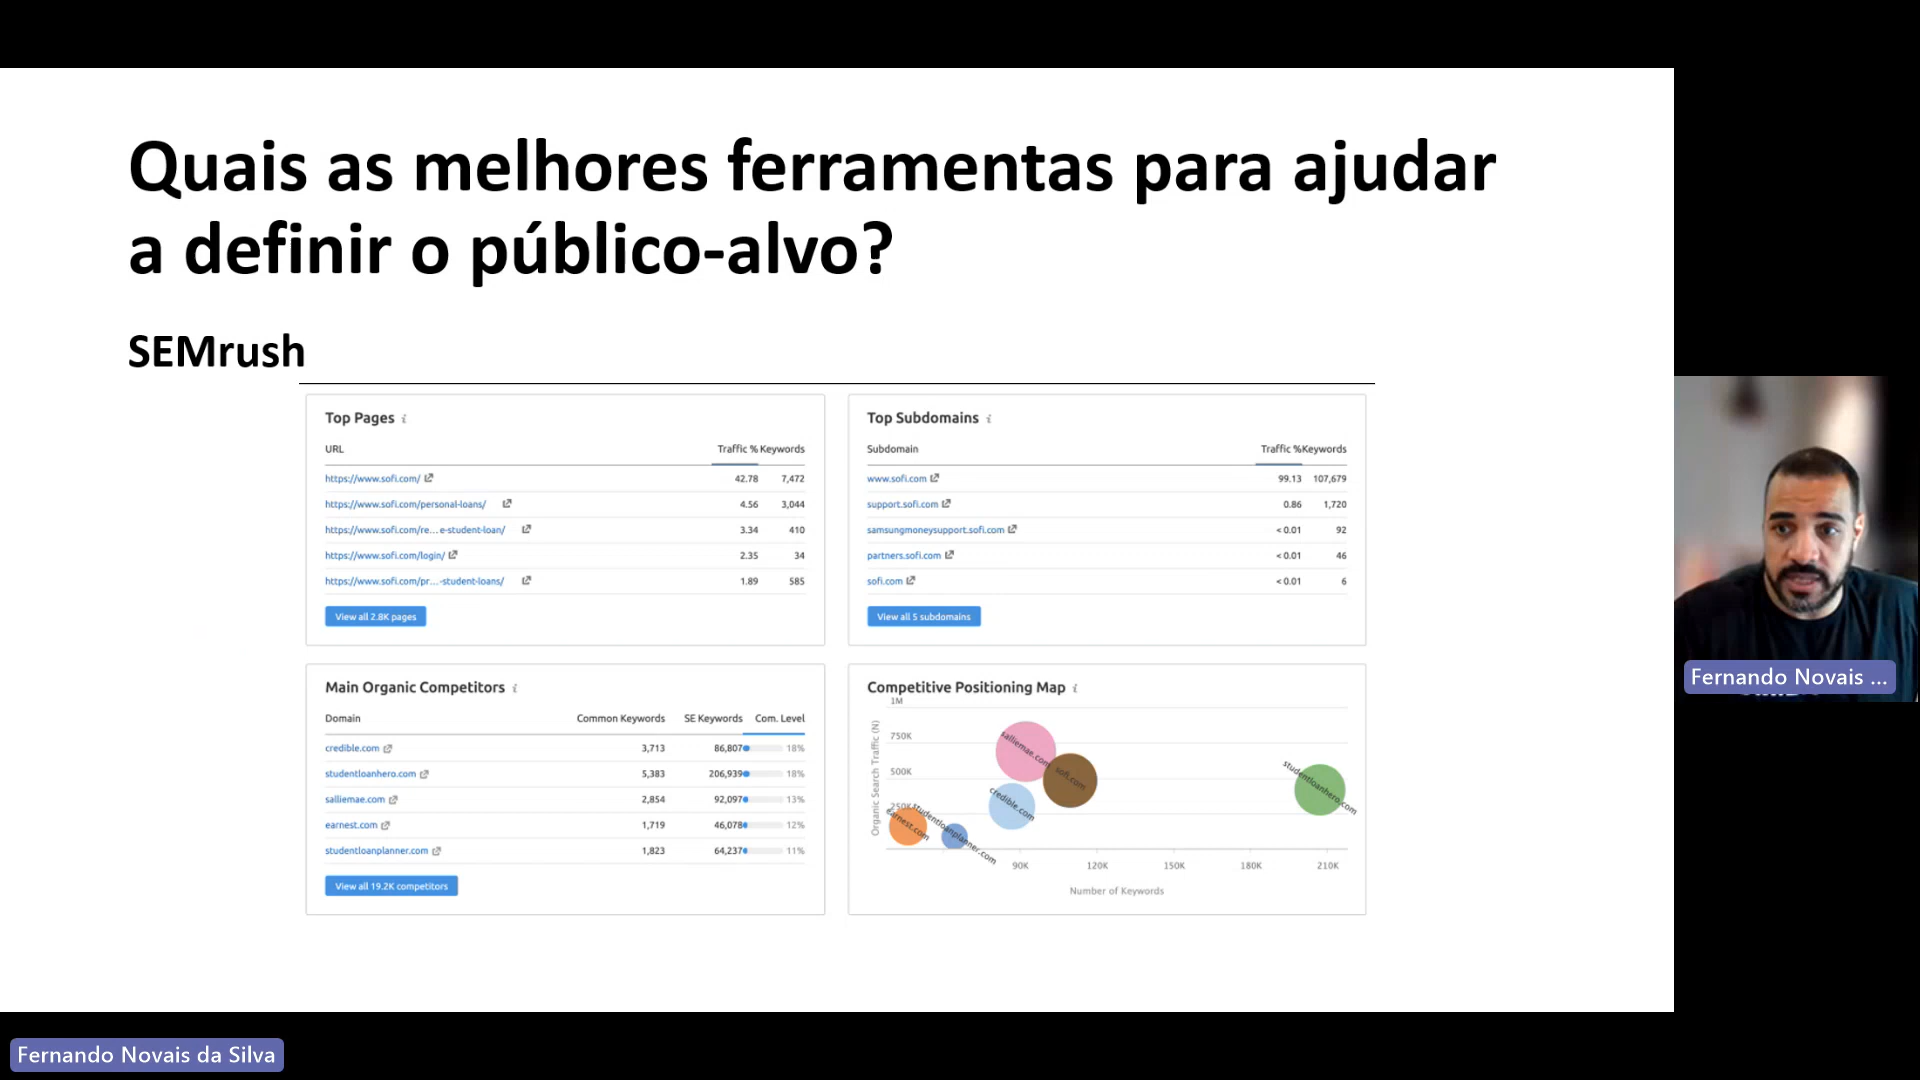 Quais as melhores ferramentas para ajudar
a definir o público-alvo?
SEMrush
Top Pages i
URL Traffic % Keywords
https://www.sofi.com/ 42.78 7,472
https://www.sofi.com/personal-loans/ 4.56 3,044
https://www.sofi.com/re...e-student-loan/ 3.34 410
https://www.sofi.com/login/ 2.35 34
https://www.sofi.com/pr...-student-loans/ 1.89 585
View all 2.8K pages
Top Subdomains i
Subdomain Traffic % Keywords
www.sofi.com 99.13 107,679
support.sofi.com 0.86 1,720
samsungmoneysupport.sofi.com < 0.01 92
partners.sofi.com < 0.01 46
sofi.com < 0.01 6
View all 5 subdomains
Main Organic Competitors i
Domain Common Keywords SE Keywords Com. Level
credible.com 3,713 86,807 18%
studentloanhero.com 5,383 206,939 18%
salliemae.com 2,854 92,097 13%
earnest.com 1,719 46,078 12%
studentloanplanner.com 1,823 64,237 11%
View all 19.2K competitors
Competitive Positioning Map i
Organic Search Traffic (N)
1M
750K
500K
250K
salliemae.com
sofi.com
credible.com
earnest.com
studentloanplanner.com
studentloanhero.com
90K 120K 150K 180K 210K
Number of Keywords
Fernando Novais ...
Fernando Novais da Silva